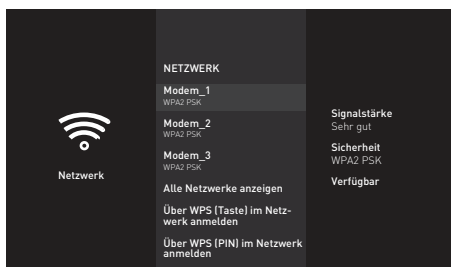 Netzwerk
NETZWERK
Modem_1
WPA2 PSK
Modem_2
WPA2 PSK
Modem_3
WPA2 PSK
Alle Netzwerke anzeigen
Über WPS (Taste) im Netz-
werk anmelden
Über WPS (PIN) im Netzwerk
anmelden
Signalstärke
Sehr gut
Sicherheit
WPA2 PSK
Verfügbar